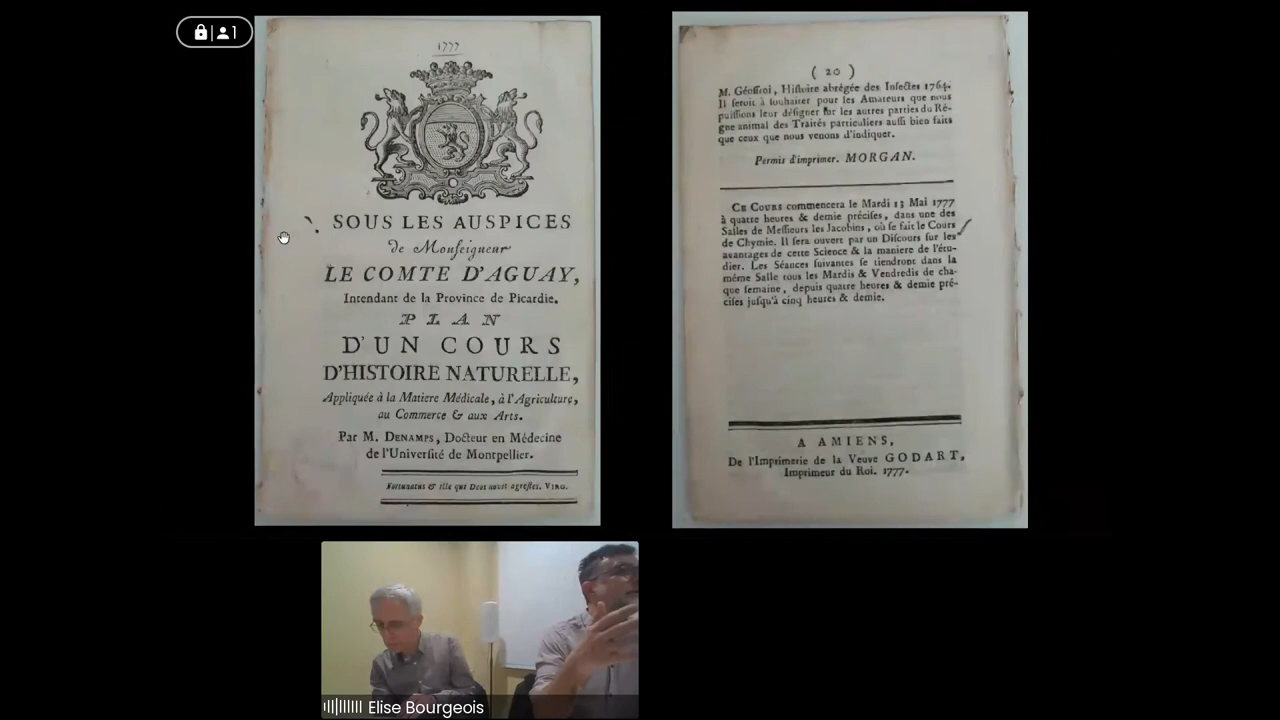 1
1777
SOUS LES AUSPICES
de Monseigneur
LE COMTE D'AGUAY,
Intendant de la Province de Picardie.
PLAN
D'UN COURS
D'HISTOIRE NATURELLE,
Appliquée à la Matiere Médicale, à l'Agriculture,
au Commerce & aux Arts.
Par M. DENAMPS, Docteur en Médecine
de l'Université de Montpellier.
Fortunatus & ille qui Deos novit agrestes. VIRG.
( 20 )
M. Géoffroi, Histoire abrégée des Insectes 1764.
Il seroit à souhaiter pour les Amateurs que nous
puissions leur désigner sur les autres parties du Ré-
gne animal des Traités particuliers aussi bien faits
que ceux que nous venons d'indiquer.
Permis d'imprimer. MORGAN.
CE COURS commencera le Mardi 13 Mai 1777
à quatre heures & demie précises, dans une des
Salles de Messieurs les Jacobins, où se fait le Cours
de Chymie. Il sera ouvert par un Discours sur les
avantages de cette Science & la maniere de l'étu-
dier. Les Séances suivantes se tiendront dans la
même Salle tous les Mardis & Vendredis de cha-
que semaine, depuis quatre heures & demie pré-
cises jusqu'à cinq heures & demie.
A AMIENS,
De l'Imprimerie de la Veuve GODART,
Imprimeur du Roi. 1777.
Elise Bourgeois